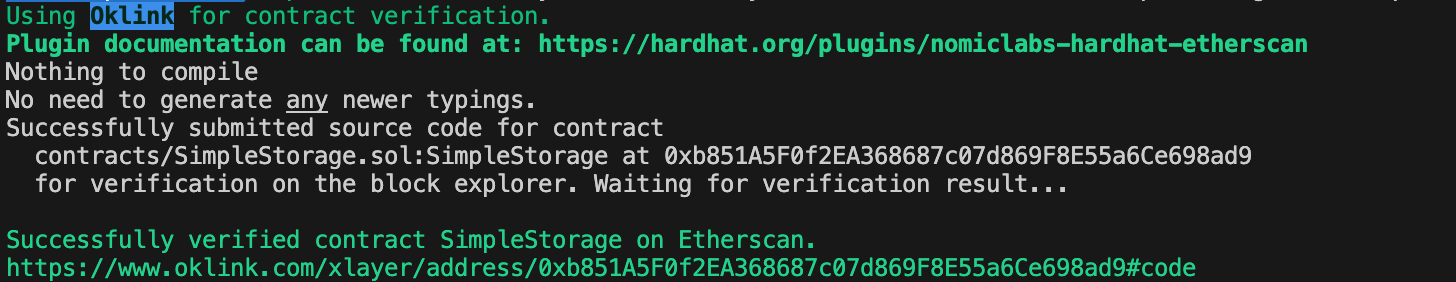 Using Oklink for contract verification.
Plugin documentation can be found at: https://hardhat.org/plugins/nomiclabs-hardhat-etherscan
Nothing to compile
No need to generate any newer typings.
Successfully submitted source code for contract
contracts/SimpleStorage.sol:SimpleStorage at 0xb851A5F0f2EA368687c07d869F8E55a6Ce698ad9
for verification on the block explorer. Waiting for verification result...
Successfully verified contract SimpleStorage on Etherscan.
https://www.oklink.com/xlayer/address/0xb851A5F0f2EA368687c07d869F8E55a6Ce698ad9#code